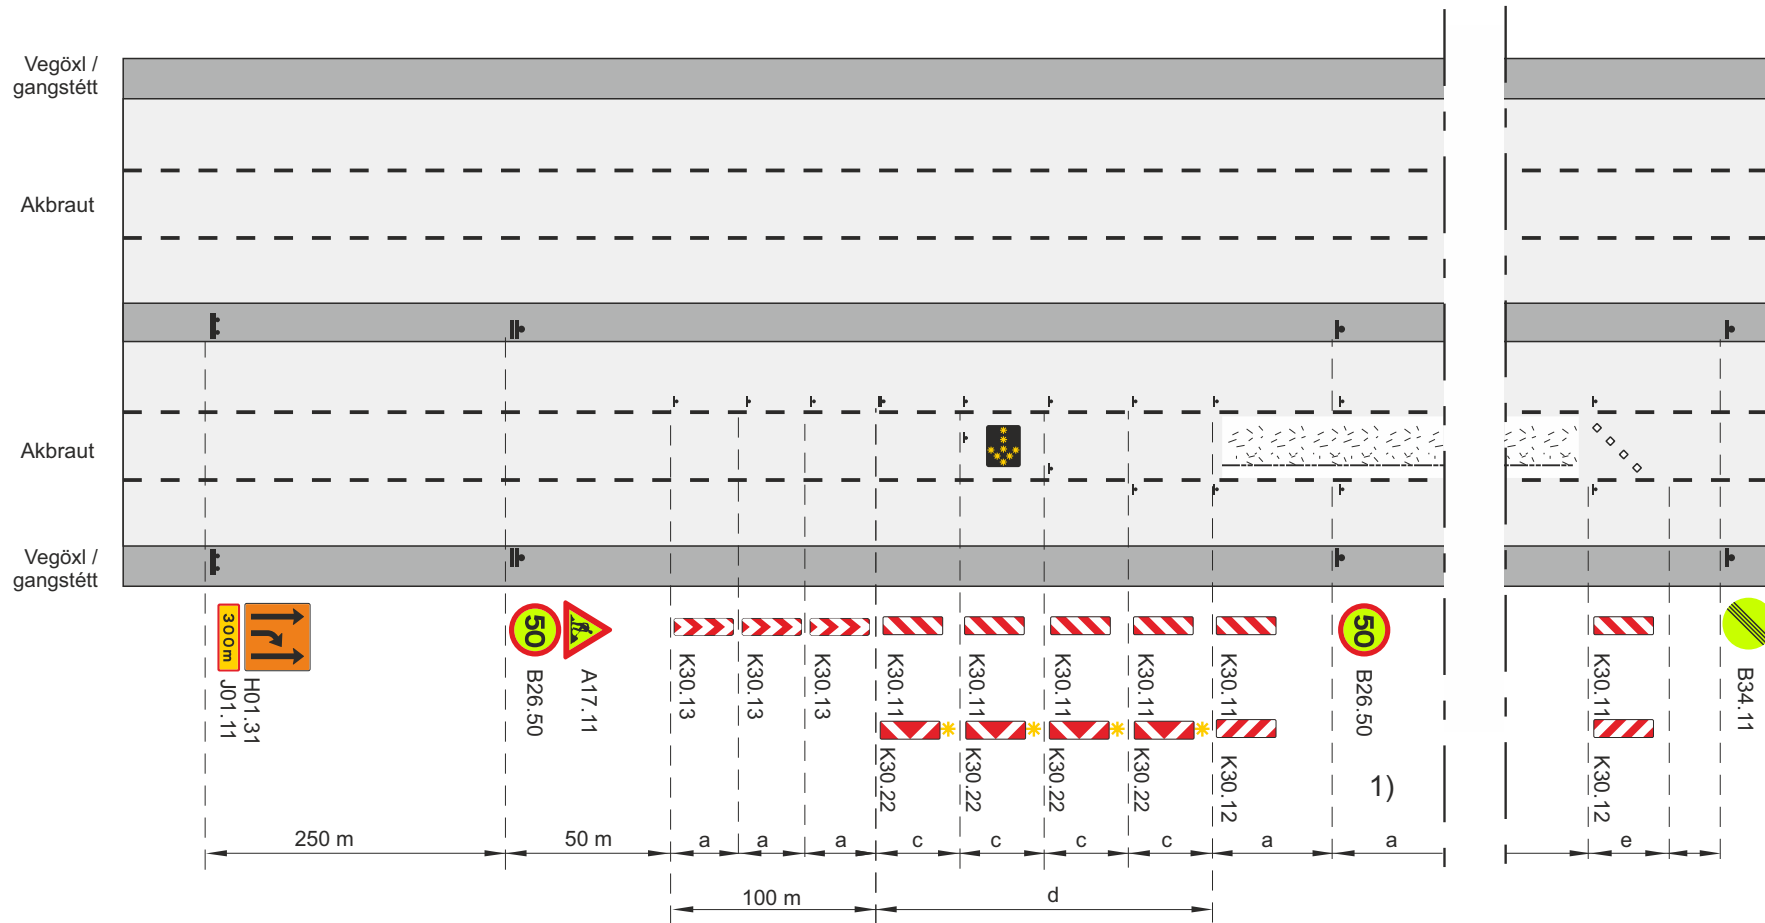 Vegöxl /
gangstétt
Akbraut
Akbraut
Vegöxl /
gangstétt
300m
J01.11
H01.31
50
B26.50
A17.11
K30.13
K30.13
K30.13
K30.11
K30.11
K30.11
K30.11
K30.11
K30.22
K30.22
K30.22
K30.22
K30.12
50
B26.50
1)
K30.11
K30.12
B34.11
250 m
50 m
a
a
a
c
c
c
c
a
a
e
100 m
d